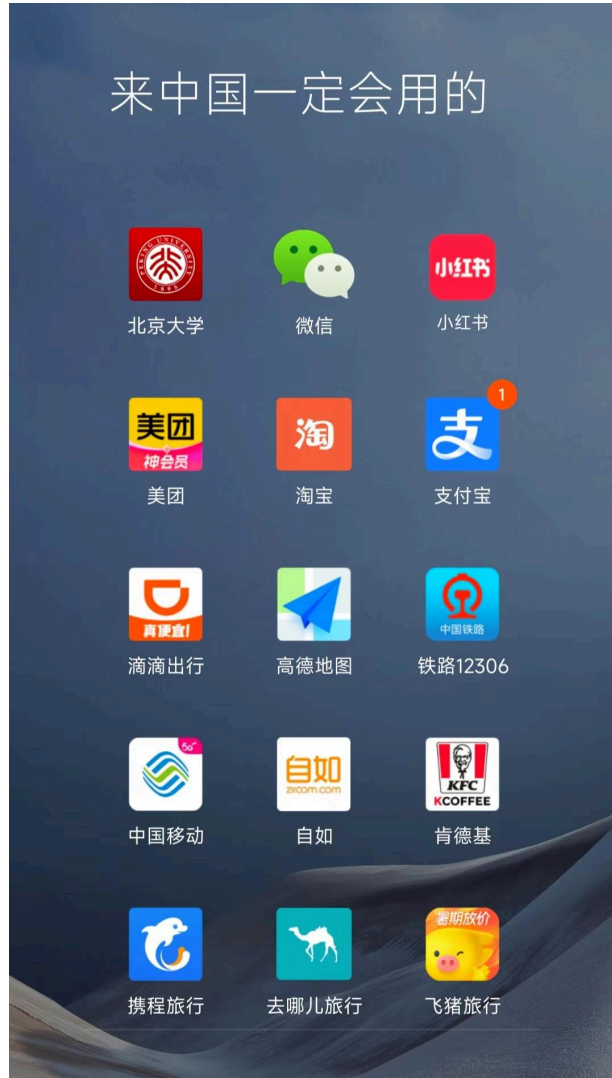 来中国一定会用的
PEKING UNIVERSITY
1898
北京大学
微信
小红书
小红书
美团
神会员
美团
淘
淘宝
1
支
支付宝
真便宜!
滴滴出行
高德地图
中国铁路
铁路12306
5G
中国移动
自如
ziroom.com
自如
KFC
KCOFFEE
肯德基
携程旅行
去哪儿旅行
暑期放价
飞猪旅行